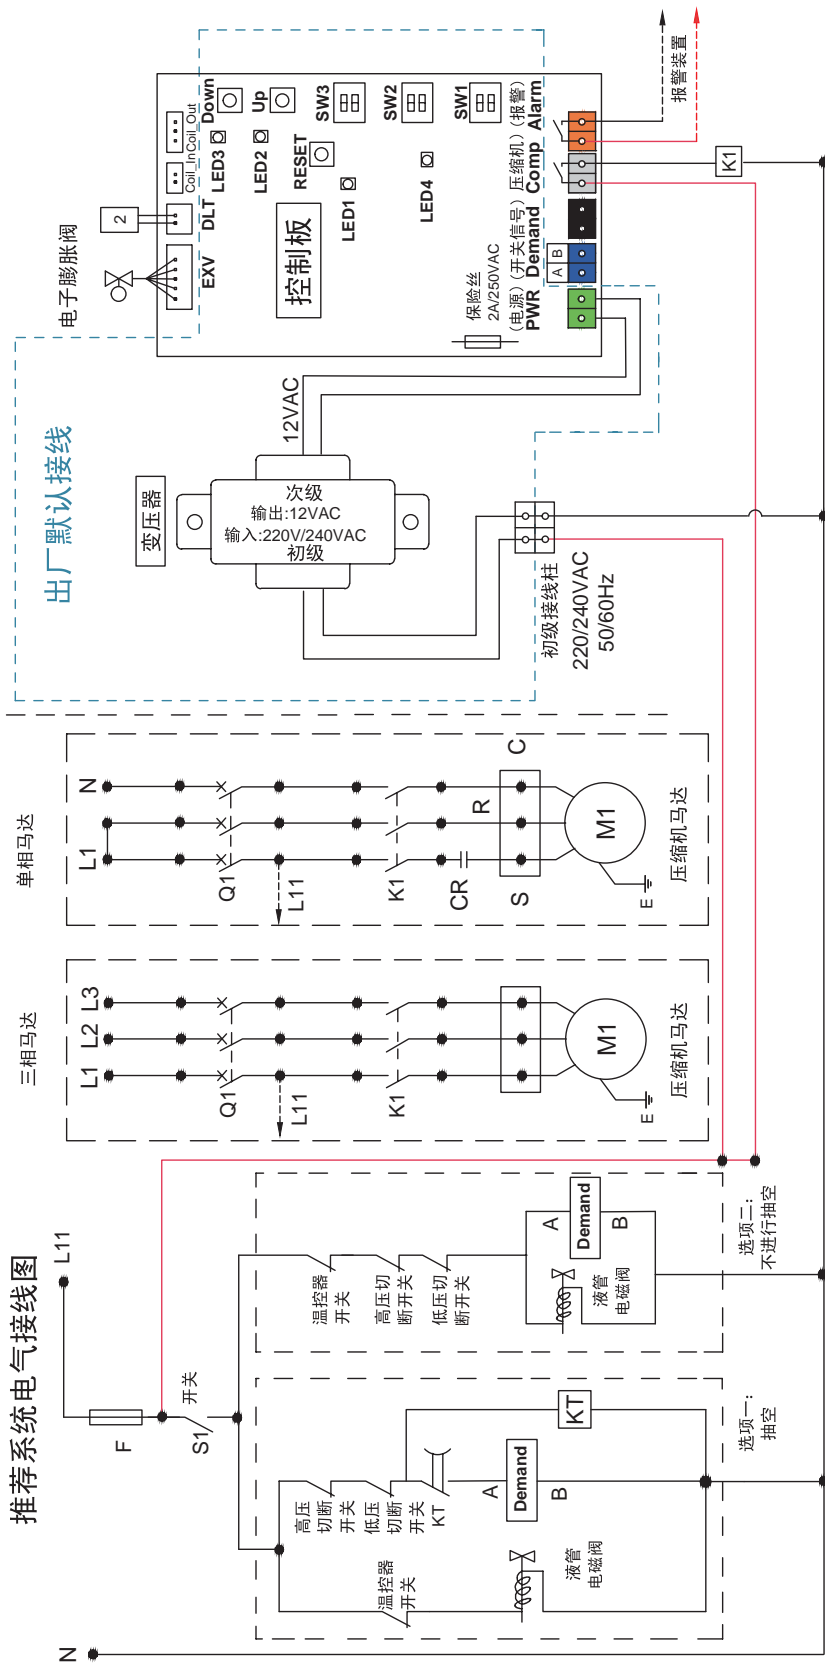 推荐系统电气接线图
N
L11
F
S1
开关
温控器
开关
高压
切断
开关
低压
切断
开关
KT
A
Demand
B
KT
液管
电磁阀
选项一:
抽空
温控器
开关
高压切
断开关
低压切
断开关
A
Demand
B
液管
电磁阀
选项二:
不进行抽空
三相马达
L1
L2
L3
Q1
L11
K1
M1
E
压缩机马达
单相马达
L1
N
Q1
L11
K1
CR
S
R
C
M1
E
压缩机马达
出厂默认接线
变压器
次级
输出:12VAC
输入:220V/240VAC
初级
12VAC
初级接线柱
220/240VAC
50/60Hz
电子膨胀阀
2
EXV
DLT
Coil_In
Coil_Out
控制板
LED3
Down
LED2
Up
RESET
LED1
LED4
SW3
SW2
SW1
保险丝
2A/250VAC
(电源)
(开关信号)
压缩机)
(报警)
PWR
Demand
Comp
Alarm
A
B
K1
报警装置